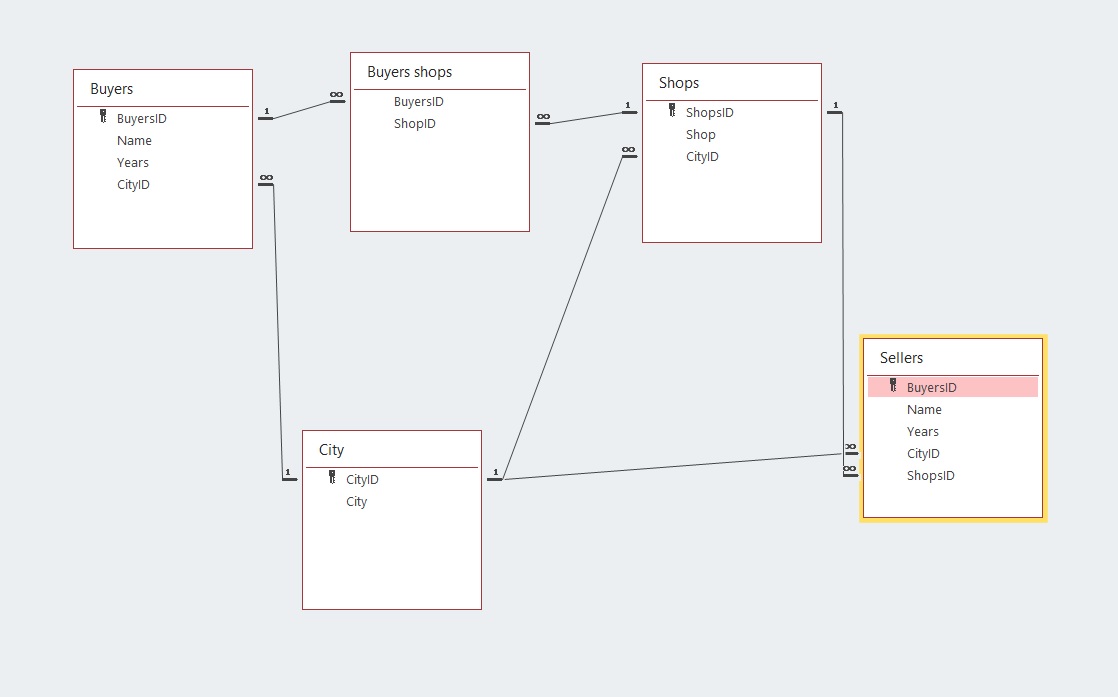 Buyers
BuyersID
Name
Years
CityID
1
∞
∞
Buyers shops
BuyersID
ShopID
∞
1
∞
Shops
ShopsID
Shop
CityID
1
City
CityID
City
1
1
Sellers
BuyersID
Name
Years
CityID
ShopsID
∞
∞